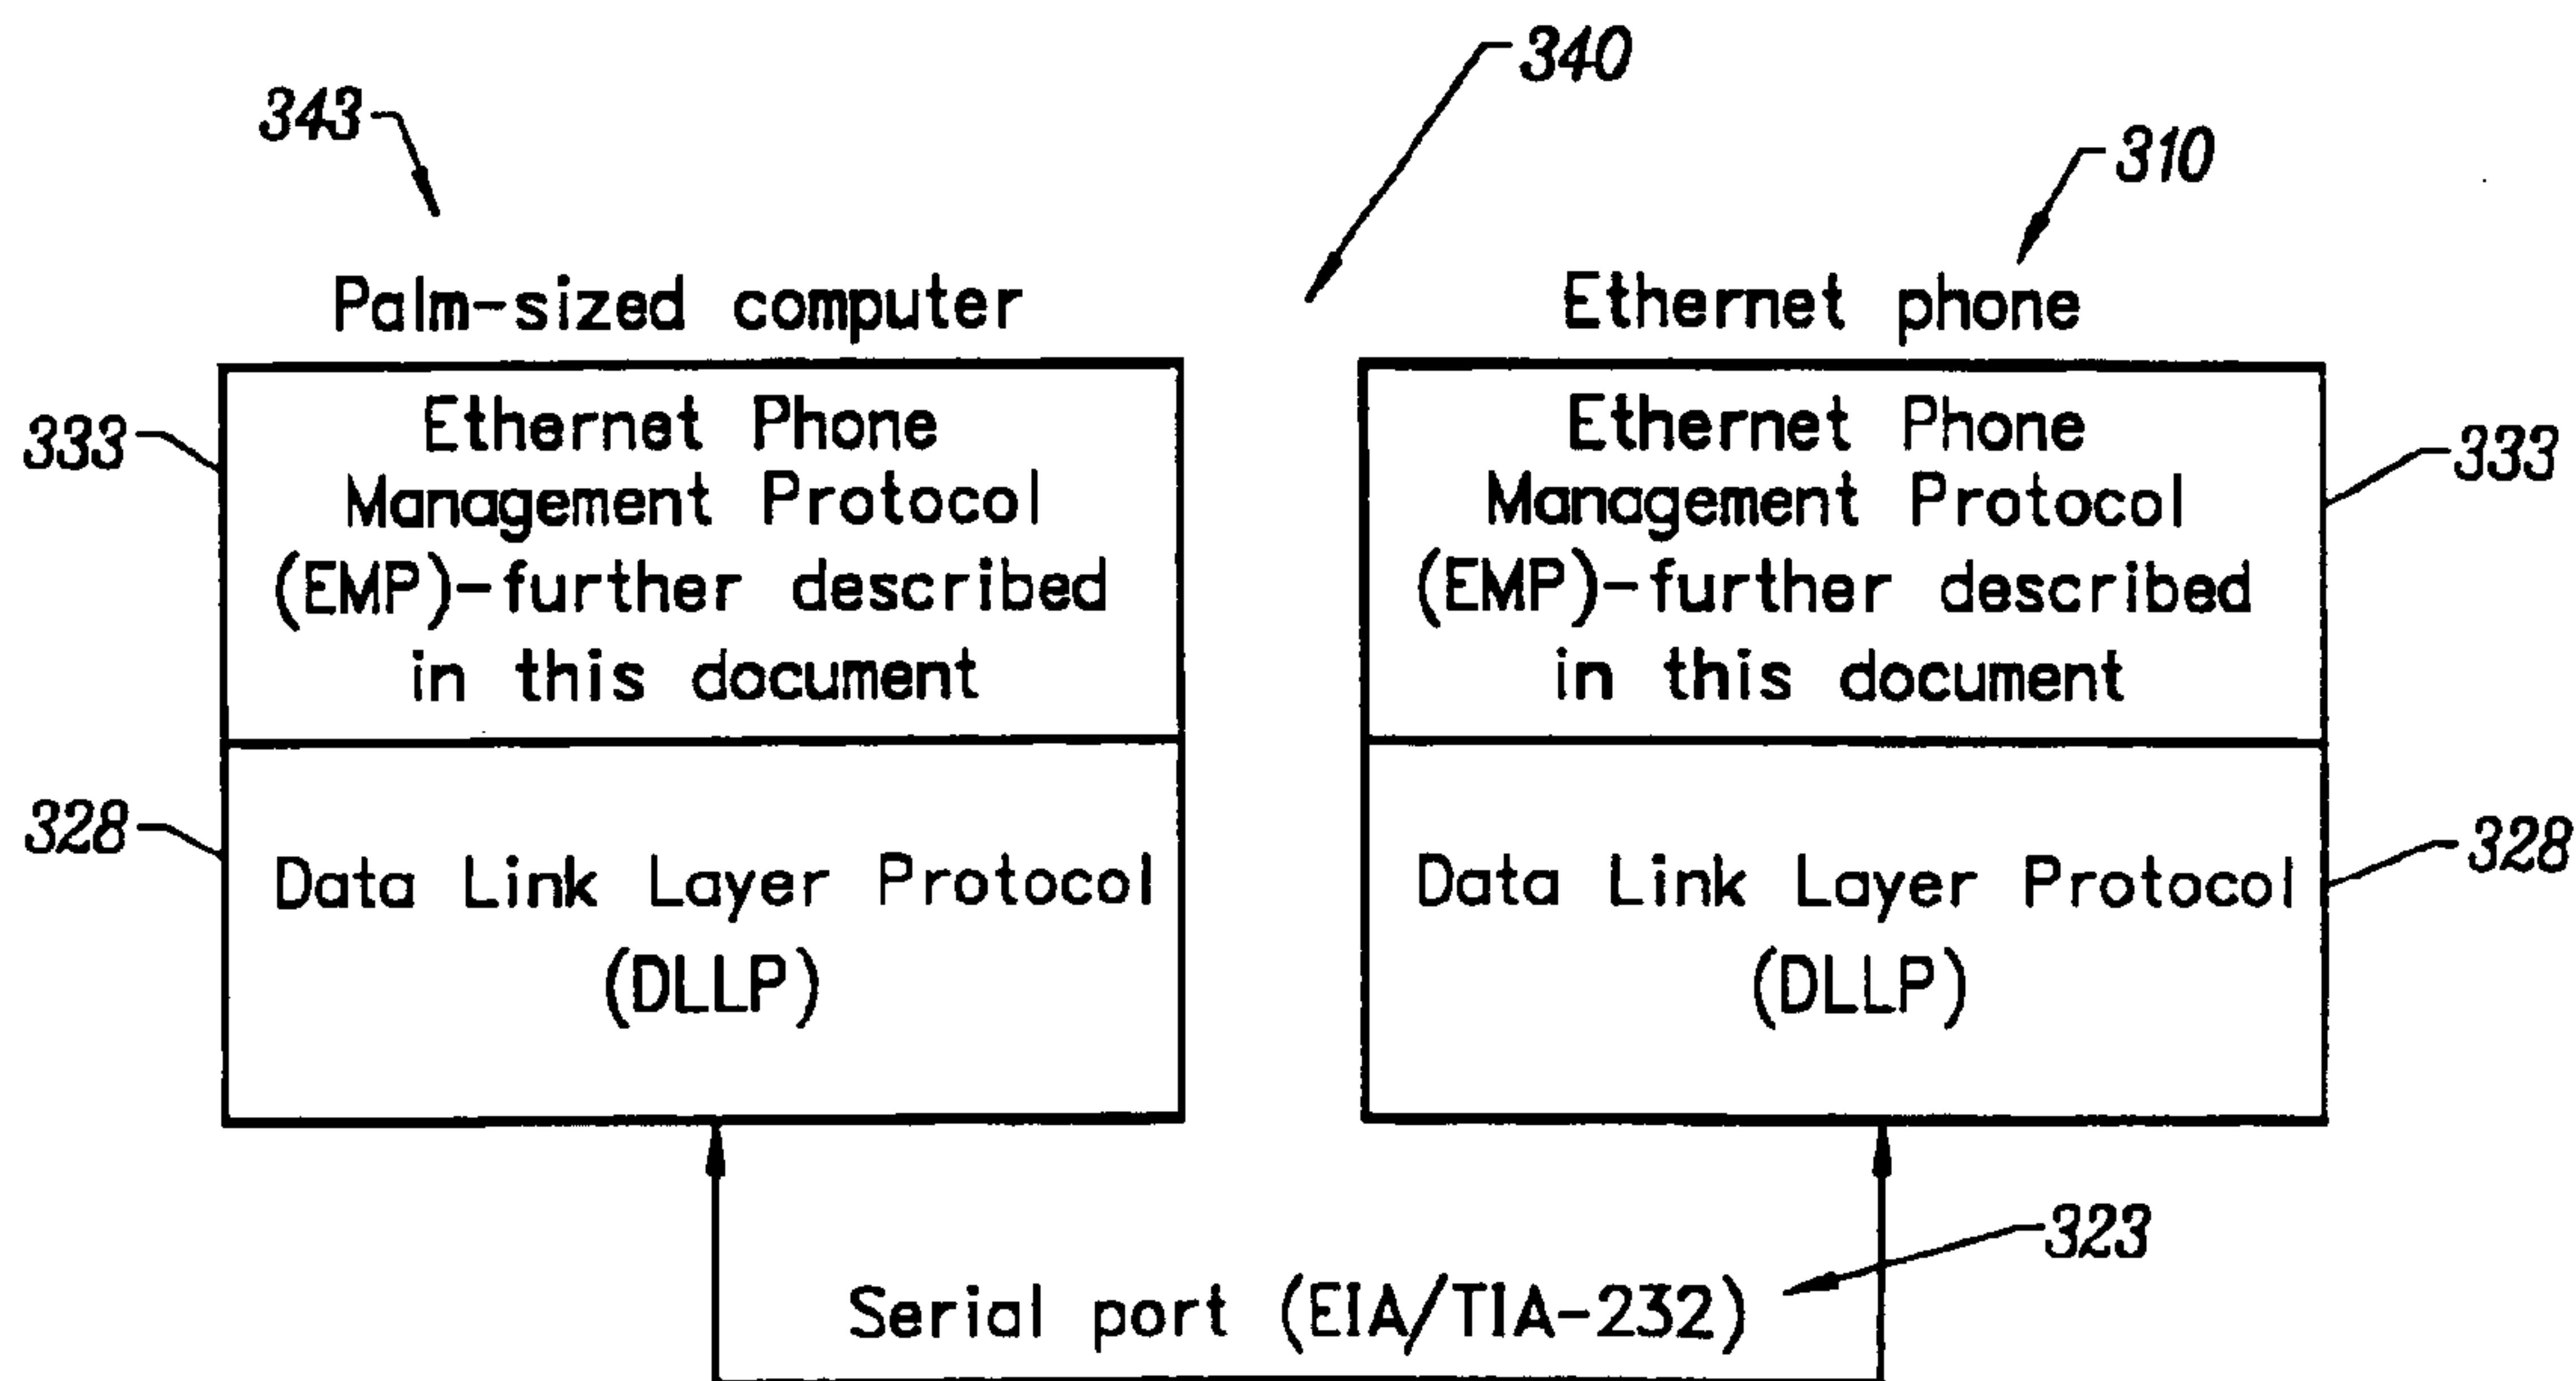 340
343
310
Palm-sized computer
Ethernet phone
333
Ethernet Phone
Management Protocol
(EMP)-further described
in this document
Ethernet Phone
Management Protocol
(EMP)-further described
in this document
333
328
Data Link Layer Protocol
(DLLP)
Data Link Layer Protocol
(DLLP)
328
323
Serial port (EIA/TIA-232)